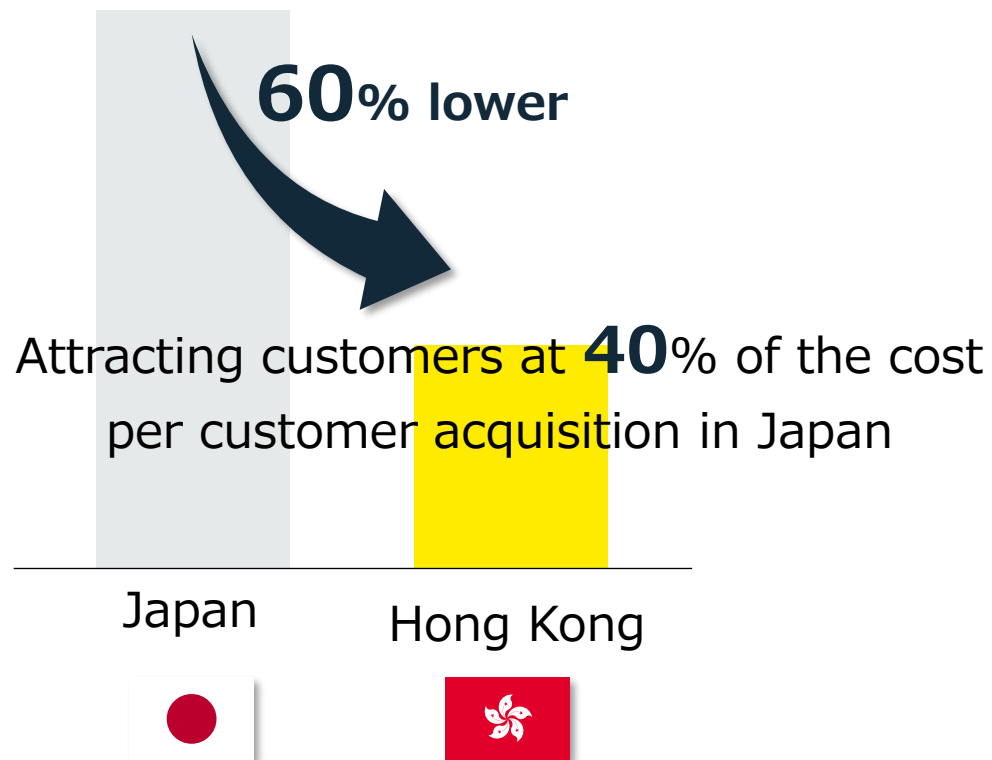 60% lower
Attracting customers at 40% of the cost
per customer acquisition in Japan
Japan
Hong Kong